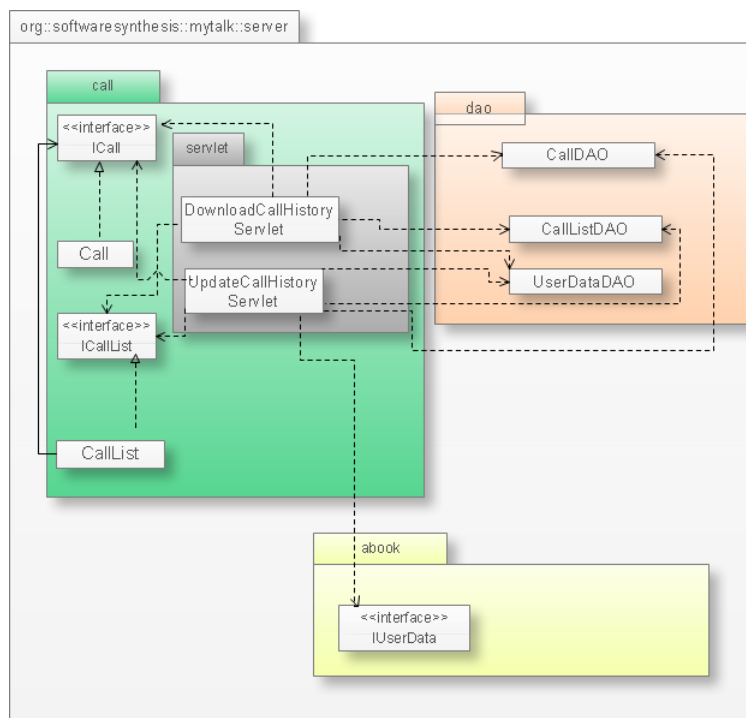 org::softwaresynthesis::mytalk::server
call
dao
<<interface>>
ICall
servlet
CallDAO
DownloadCallHistory
Servlet
CallListDAO
Call
UpdateCallHistory
Servlet
UserDataDAO
<<interface>>
ICallList
CallList
abook
<<interface>>
IUserData